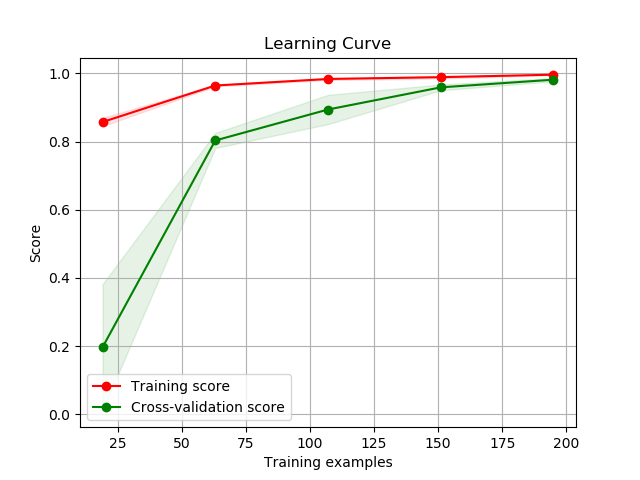 Learning Curve
1.0
0.8
0.6
0.4
0.2
0.0
Score
Training score
Cross-validation score
25 50 75 100 125 150 175 200
Training examples